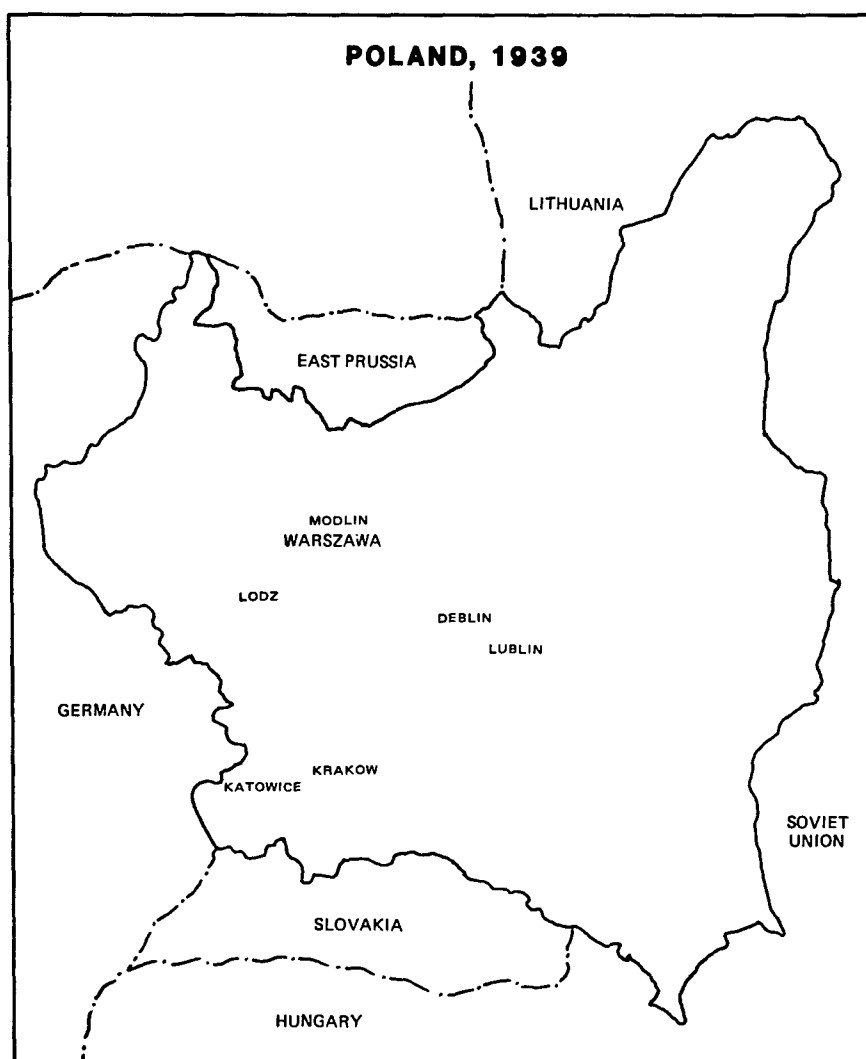 POLAND, 1939
LITHUANIA
EAST PRUSSIA
MODLIN
WARSZAWA
LODZ
DEBLIN
LUBLIN
GERMANY
KRAKOW
KATOWICE
SOVIET
UNION
SLOVAKIA
HUNGARY